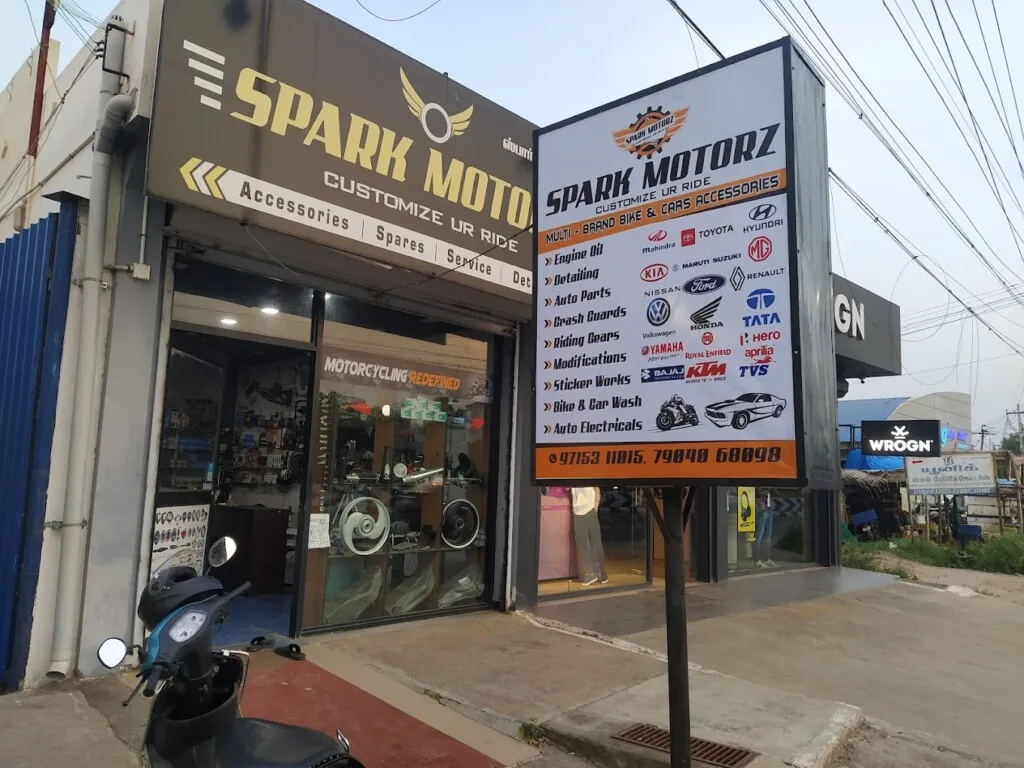 SPARK MOTO
ஸ்பார்
CUSTOMIZE UR RIDE
Accessories | Spares | Service | Det
MOTORCYCLING REDEFINED
SPARK MOTORZ
SPARK MOTORZ
CUSTOMIZE UR RIDE
MULTI - BRAND BIKE & CARS ACCESSORIES
» Engine Oil
» Detailing
» Auto Parts
» Crash Guards
» Riding Gears
» Modifications
» Sticker Works
» Bike & Car Wash
» Auto Electricals
mahindra TOYOTA HYUNDAI
KIA MARUTI SUZUKI MG
NISSAN Ford RENAULT
Volkswagen HONDA TATA
YAMAHA ROYAL ENFIELD Hero
aprilia
BAJAJ KTM TVS
97153 11015, 79040 68098
GN
WROGN